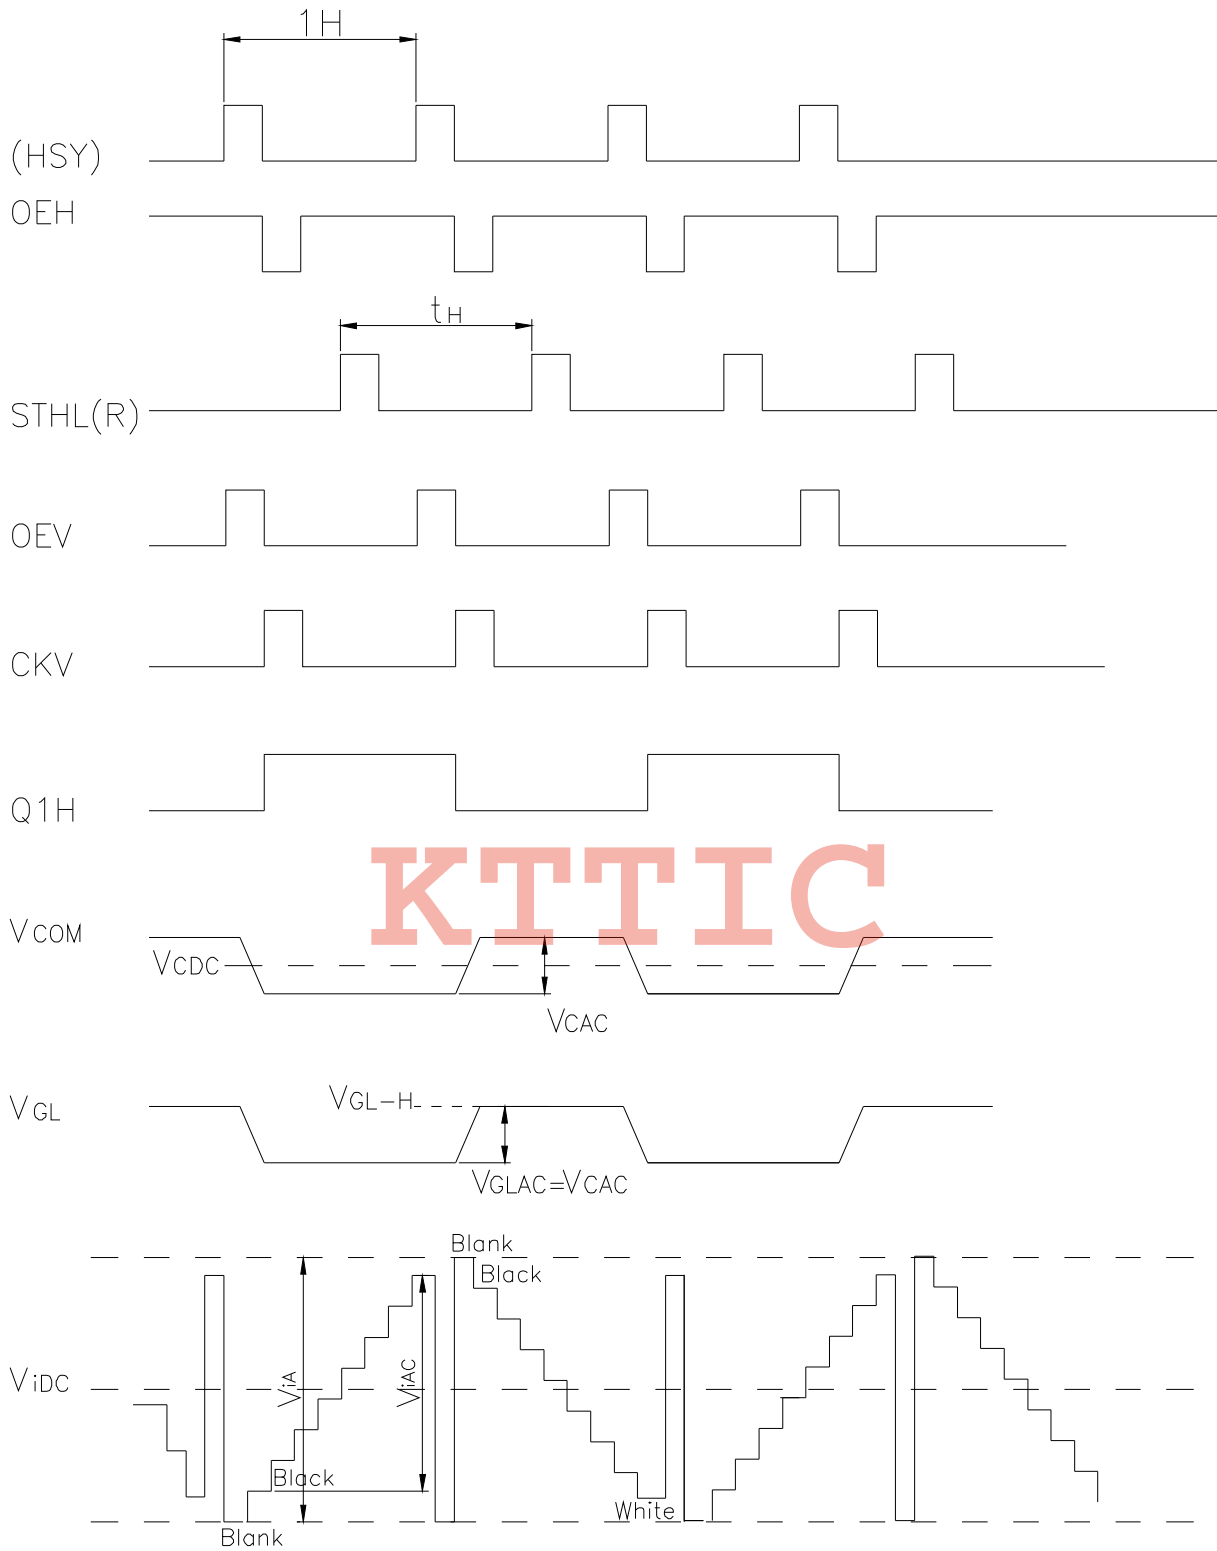 1H
(HSY)
OEH
tH
STHL(R)
OEV
CKV
Q1H
KTTIC
VCOM
VCDC
VCAC
VGL
VGL-H
VGLAC=VCAC
Blank
Black
ViDC
ViA
ViAC
Black
White
Blank